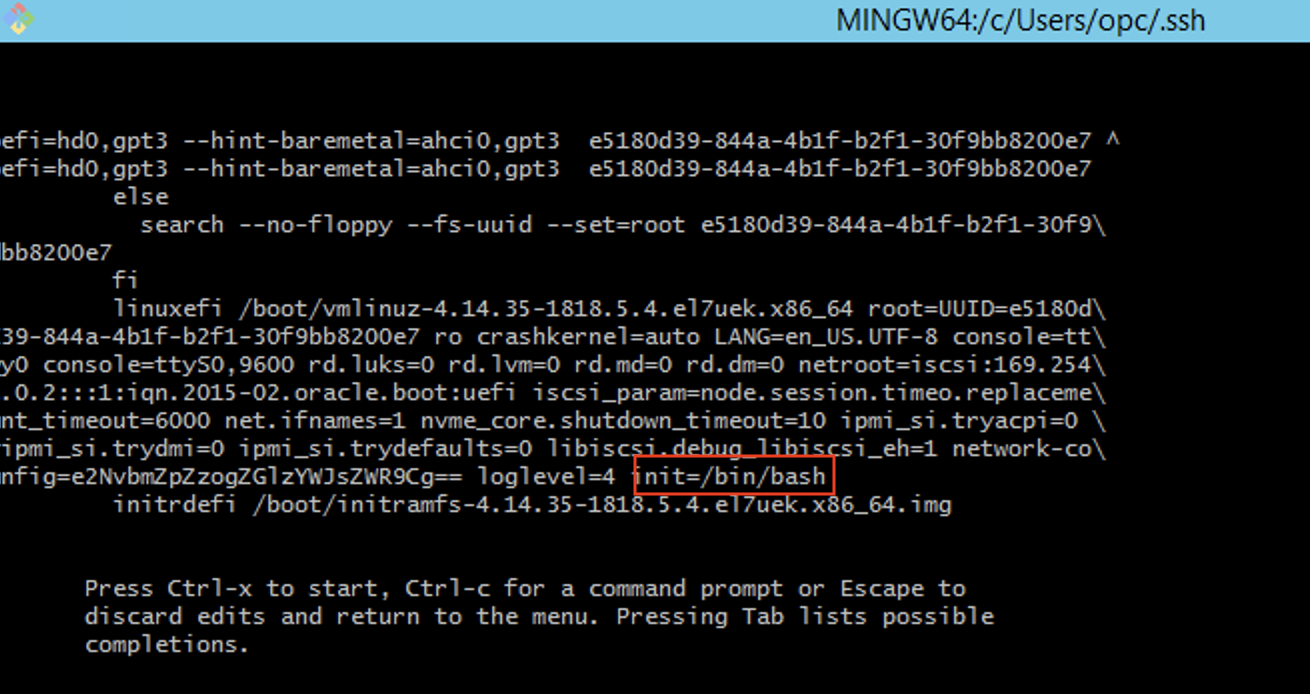 MINGW64:/c/Users/opc/.ssh
efi=hd0,gpt3 --hint-baremetal=ahci0,gpt3  e5180d39-844a-4b1f-b2f1-30f9bb8200e7 ^
efi=hd0,gpt3 --hint-baremetal=ahci0,gpt3  e5180d39-844a-4b1f-b2f1-30f9bb8200e7
else
search --no-floppy --fs-uuid --set=root e5180d39-844a-4b1f-b2f1-30f9\
bb8200e7
fi
linuxefi /boot/vmlinuz-4.14.35-1818.5.4.el7uek.x86_64 root=UUID=e5180d\
39-844a-4b1f-b2f1-30f9bb8200e7 ro crashkernel=auto LANG=en_US.UTF-8 console=tt\
y0 console=ttyS0,9600 rd.luks=0 rd.lvm=0 rd.md=0 rd.dm=0 netroot=iscsi:169.254\
.0.2:::1:iqn.2015-02.oracle.boot:uefi iscsi_param=node.session.timeo.replaceme\
nt_timeout=6000 net.ifnames=1 nvme_core.shutdown_timeout=10 ipmi_si.tryacpi=0 \
ipmi_si.trydmi=0 ipmi_si.trydefaults=0 libiscsi.debug_libiscsi_eh=1 network-co\
nfig=e2NvbmZpZzogZGlzYWJsZWR9Cg== loglevel=4 init=/bin/bash
initrdefi /boot/initramfs-4.14.35-1818.5.4.el7uek.x86_64.img
Press Ctrl-x to start, Ctrl-c for a command prompt or Escape to
discard edits and return to the menu. Pressing Tab lists possible
completions.